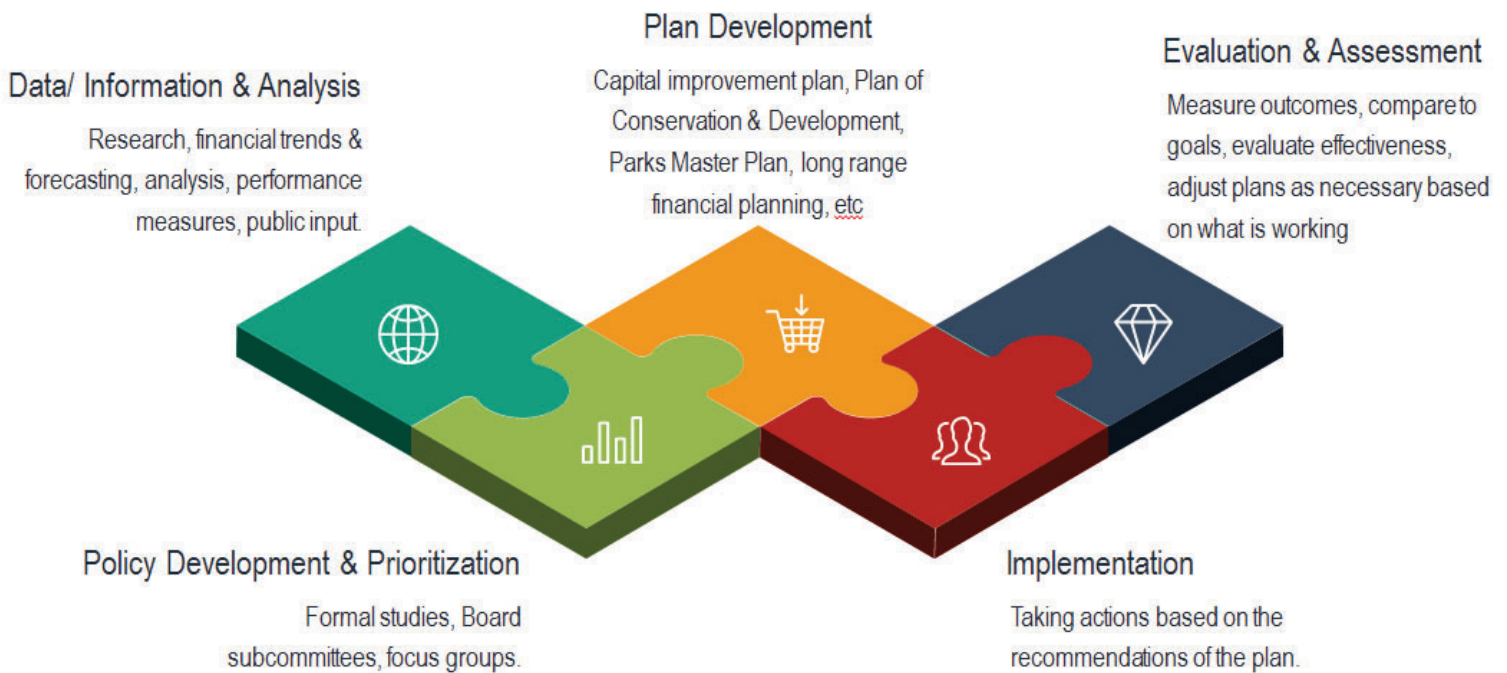 Data/ Information & Analysis
Research, financial trends &
forecasting, analysis, performance
measures, public input.
Policy Development & Prioritization
Formal studies, Board
subcommittees, focus groups.
Plan Development
Capital improvement plan, Plan of
Conservation & Development,
Parks Master Plan, long range
financial planning, etc
Implementation
Taking actions based on the
recommendations of the plan.
Evaluation & Assessment
Measure outcomes, compare to
goals, evaluate effectiveness,
adjust plans as necessary based
on what is working